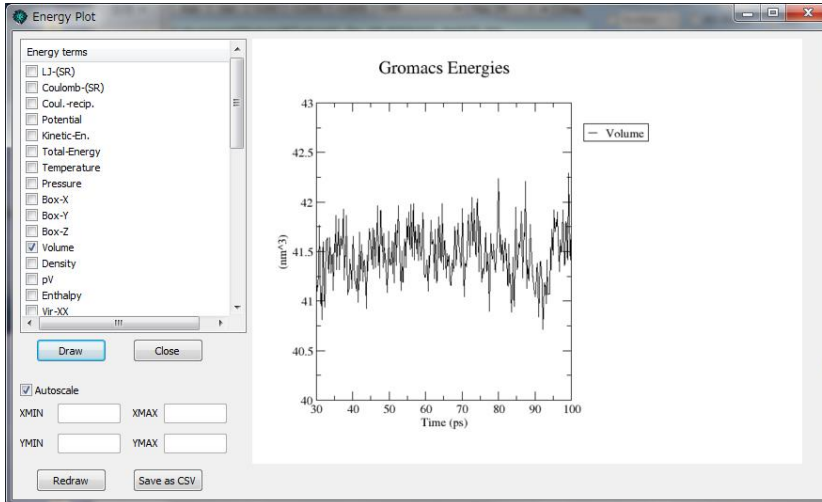 Energy Plot
Energy terms
LJ-(SR)
Coulomb-(SR)
Coul.-recip.
Potential
Kinetic-En.
Total-Energy
Temperature
Pressure
Box-X
Box-Y
Box-Z
Volume
Density
pV
Enthalpy
Vir-XX
Draw
Close
Autoscale
XMIN
XMAX
YMIN
YMAX
Redraw
Save as CSV
Gromacs Energies
43
42.5
42
41.5
41
40.5
40
(nm^3)
30 40 50 60 70 80 90 100
Time (ps)
Volume